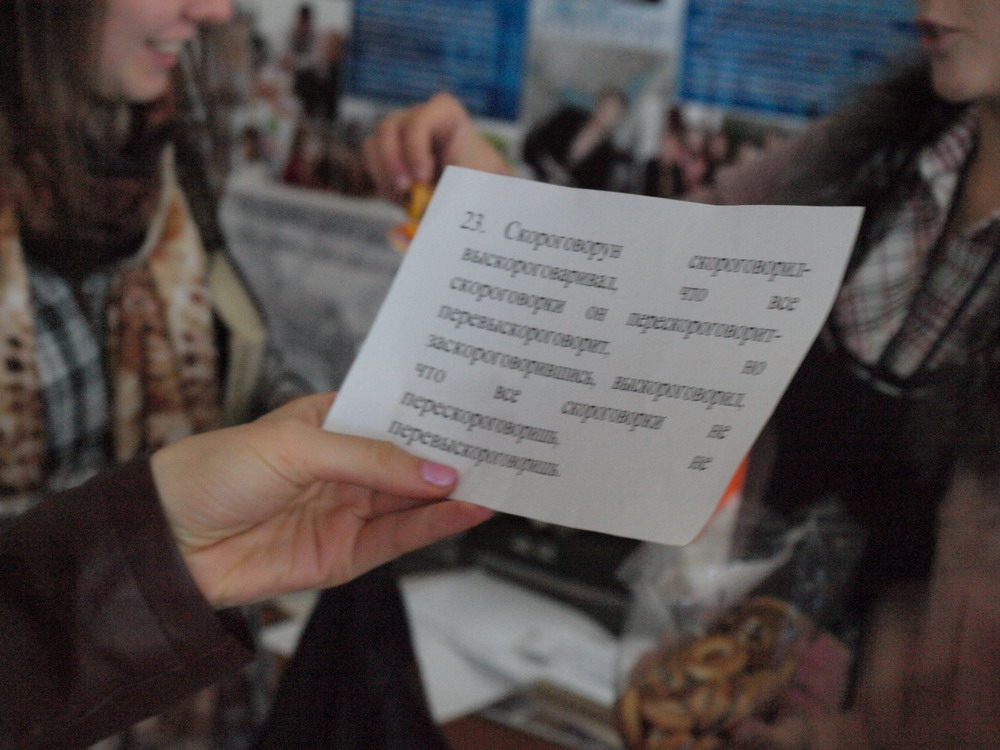 23. Скороговорун скороговорил-
выскороговаривал, что все
скороговорки он перескороговорит-
перевыскороговорит, но
заскороговорившись, выскороговорил,
что все скороговорки не
перескороговоришь, не
перевыскороговоришь.